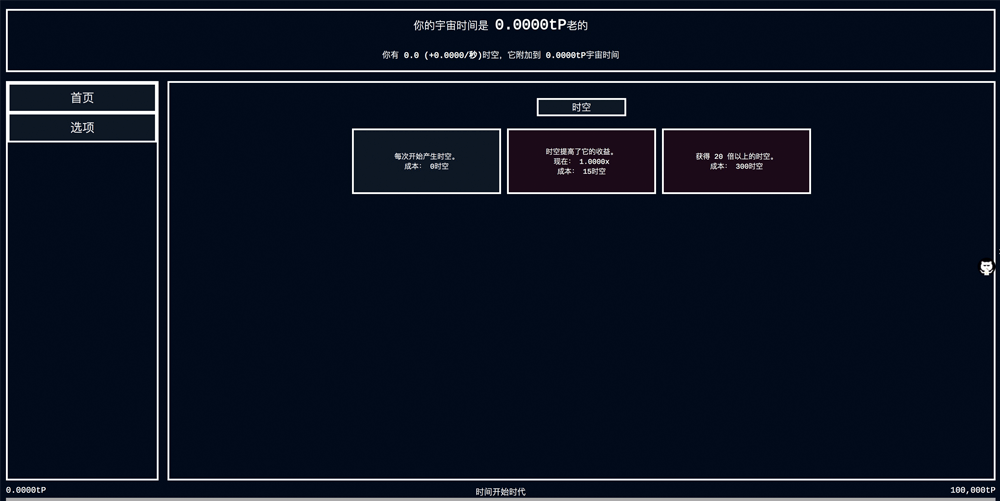 你的宇宙时间是 0.0000tP老的
你有 0.0 (+0.0000/秒)时空，它附加到 0.0000tP宇宙时间
首页
选项
时空
每次开始产生时空。
成本： 0时空
时空提高了它的收益。
现在： 1.0000x
成本： 15时空
获得 20 倍以上的时空。
成本： 300时空
0.0000tP
时间开始时代
100,000tP